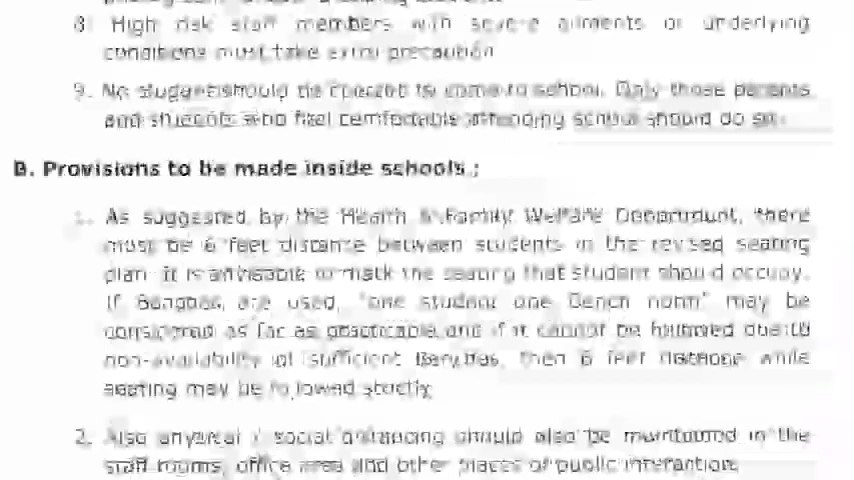 8. High risk staff members with severe ailments or underlying
conditions must take extra precaution
9. No student should be to come to school. Only those parents
and students who feel comfortable attending school should do so.
B. Provisions to be made inside schools :
1. As suggested by the Health & Family Welfare Department, there
must be 6 feet distance between students in the revised seating
plan. It is advisable to mark the seating that student should occupy.
If are used, "one student one Bench norm" may be
considered as far as practicable and if it cannot be followed due to
non-availability of sufficient Benches, then 6 feet distance while
seating may be followed strictly
2. Also physical / social distancing should also be maintained in the
staff rooms, office area and other places of public interaction.